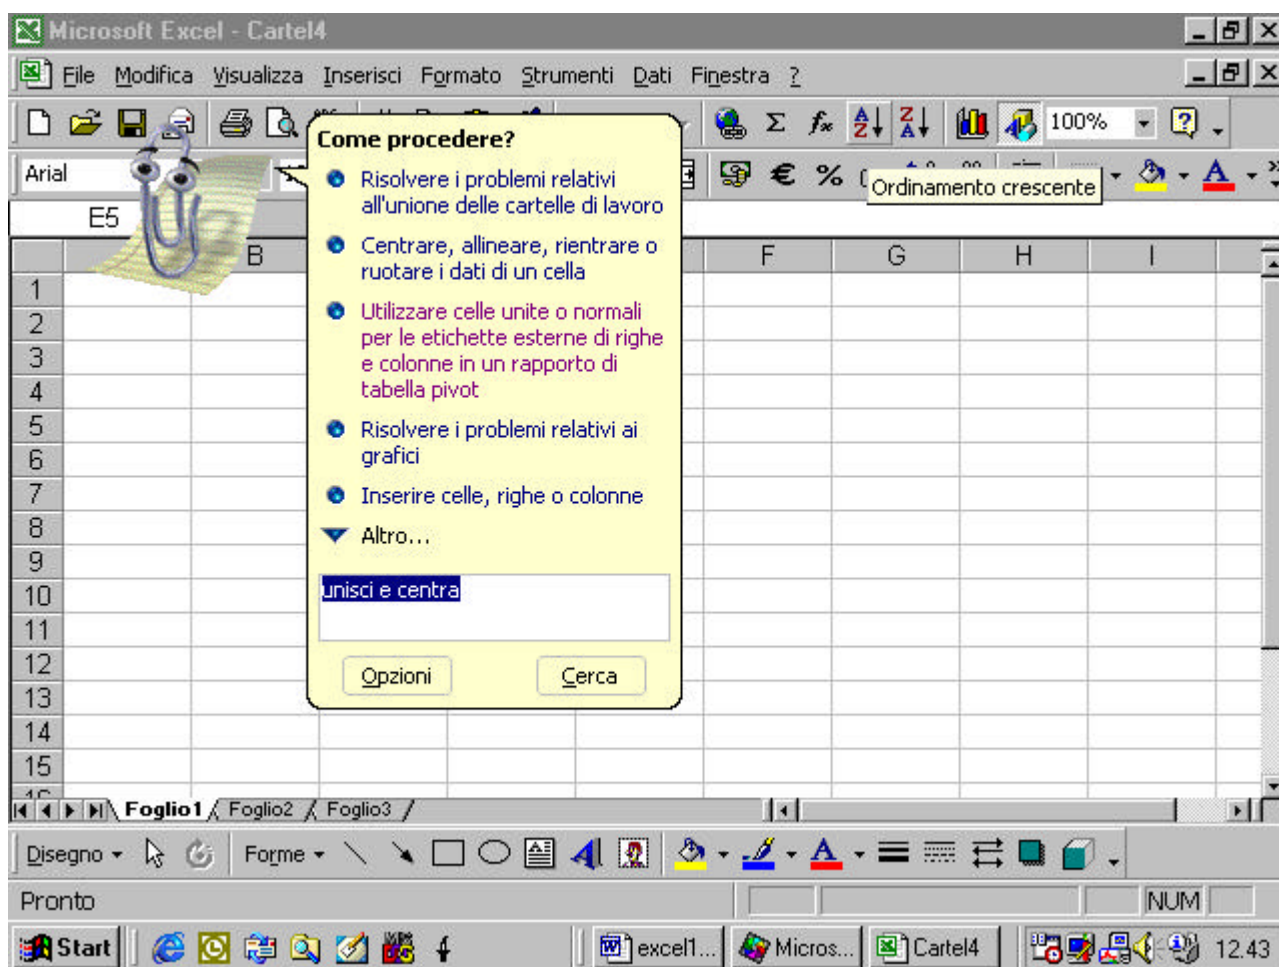 Microsoft Excel - Cartel4
File Modifica Visualizza Inserisci Formato Strumenti Dati Finestra ?
100%
Arial
€ %
Ordinamento crescente
E5
B F G H I
1
2
3
4
5
6
7
8
9
10
11
12
13
14
15
Come procedere?
Risolvere i problemi relativi
all'unione delle cartelle di lavoro
Centrare, allineare, rientrare o
ruotare i dati di un cella
Utilizzare celle unite o normali
per le etichette esterne di righe
e colonne in un rapporto di
tabella pivot
Risolvere i problemi relativi ai
grafici
Inserire celle, righe o colonne
Altro...
unisci e centra
Opzioni Cerca
Foglio1 Foglio2 Foglio3
Disegno Forme
Pronto NUM
Start excel1... Micros... Cartel4 12.43